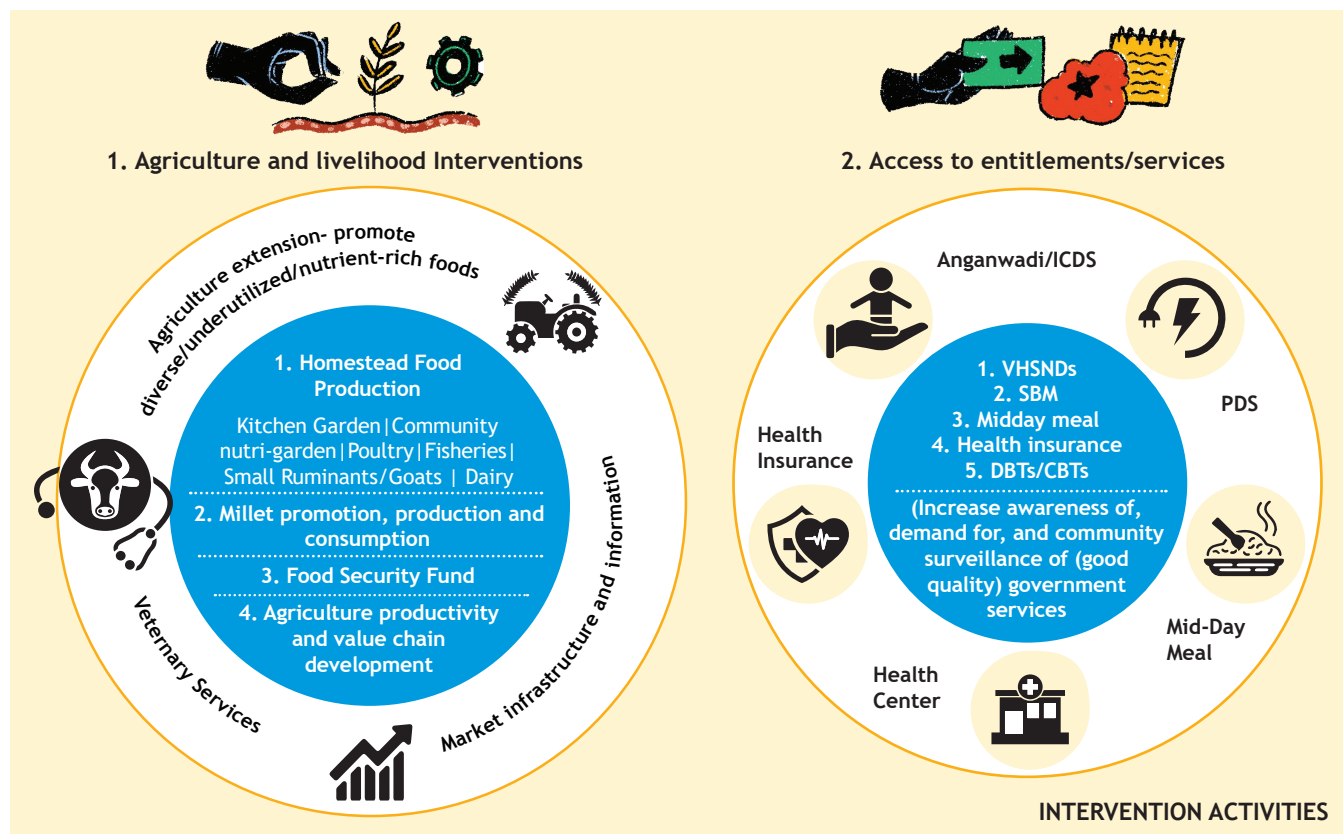 1. Agriculture and livelihood Interventions
Agriculture extension- promote
diverse/underutilized/nutrient-rich foods
1. Homestead Food
Production
Kitchen Garden|Community
nutri-garden|Poultry|Fisheries|
Small Ruminants/Goats | Dairy
2. Millet promotion, production and
consumption
3. Food Security Fund
4. Agriculture productivity
and value chain
development
Veternary Services
Market infrastructure and information
2. Access to entitlements/services
Anganwadi/ICDS
PDS
Health
Insurance
1. VHSNDs
2. SBM
3. Midday meal
4. Health insurance
5. DBTs/CBTs
(Increase awareness of,
demand for, and community
surveillance of (good
quality) government
services
Mid-Day
Meal
Health
Center
INTERVENTION ACTIVITIES